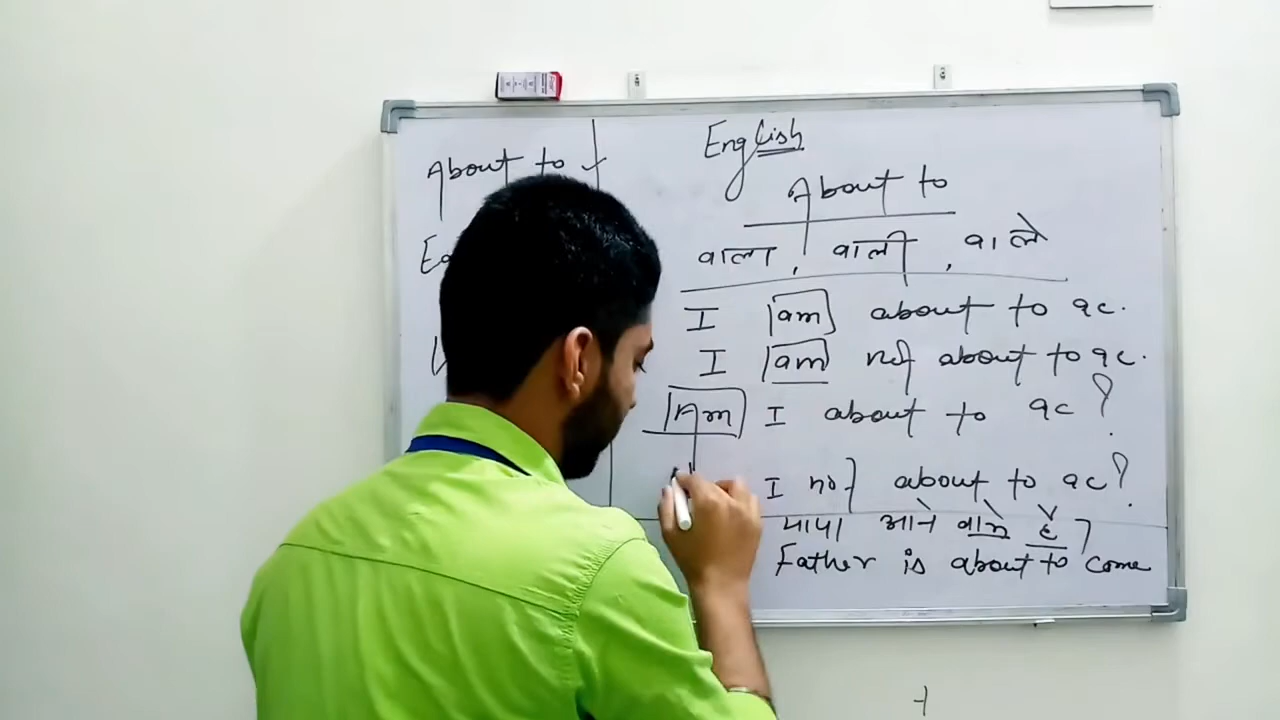 About to
English
About to
वाला, वाली, वाले
I am about to ac.
I am not about to ac.
Am I about to ac?
I not about to ac?
पापा आने वाले है
Father is about to come